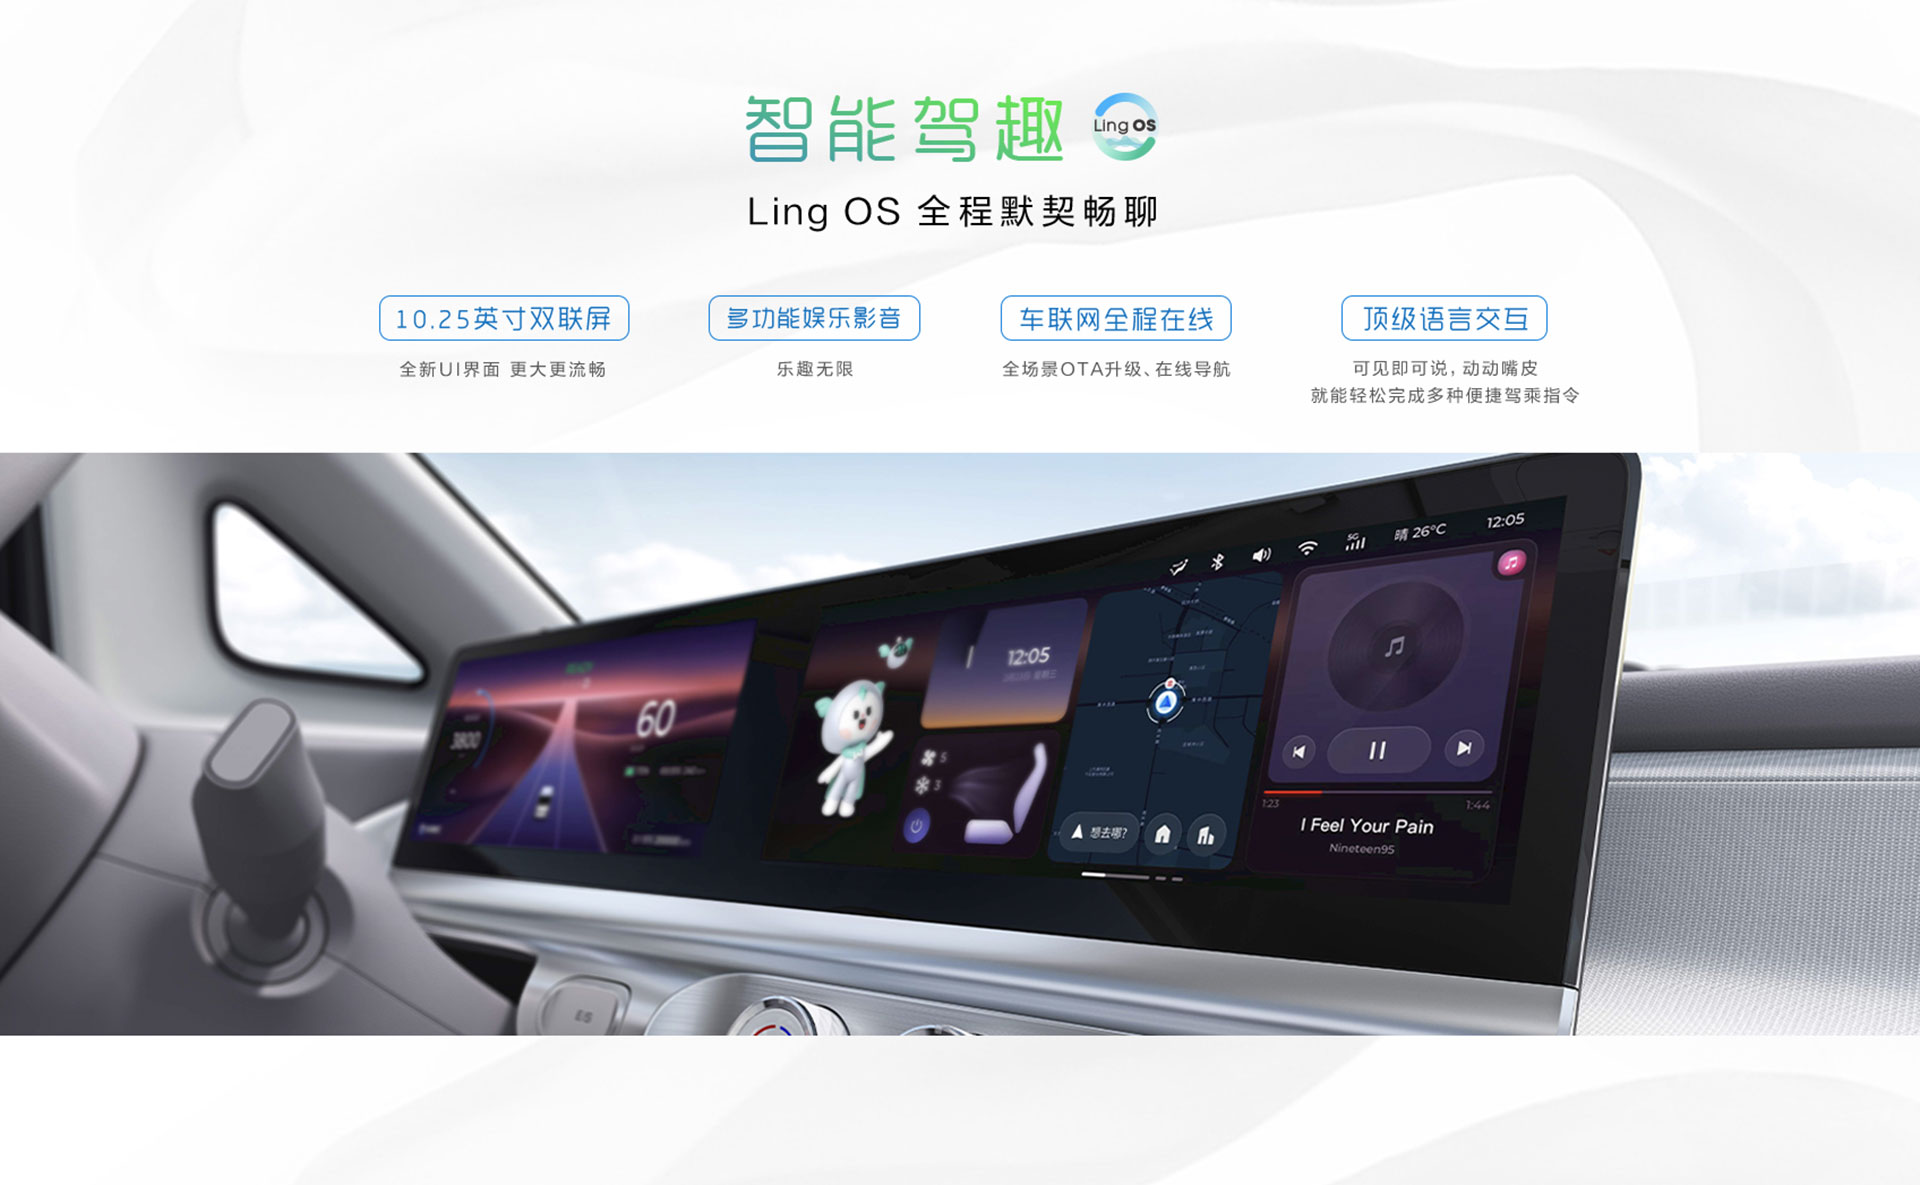 智能驾趣
Ling OS
Ling OS 全程默契畅聊
10.25英寸双联屏
多功能娱乐影音
车联网全程在线
顶级语言交互
全新UI界面 更大更流畅
乐趣无限
全场景OTA升级、在线导航
可见即可说，动动嘴皮
就能轻松完成多种便捷驾乘指令
5G
晴 26°C
12:05
12:05
60
3800
5
3
想去哪?
1:23
1:44
I Feel Your Pain
Nineteen95
E/S